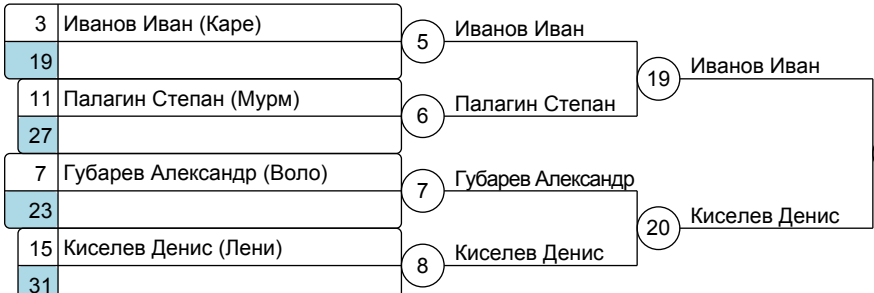 3 Иванов Иван (Каре)
19
11 Палагин Степан (Мурм)
27
7 Губарев Александр (Воло)
23
15 Киселев Денис (Лени)
31
5 Иванов Иван
6 Палагин Степан
7 Губарев Александр
8 Киселев Денис
19 Иванов Иван
20 Киселев Денис